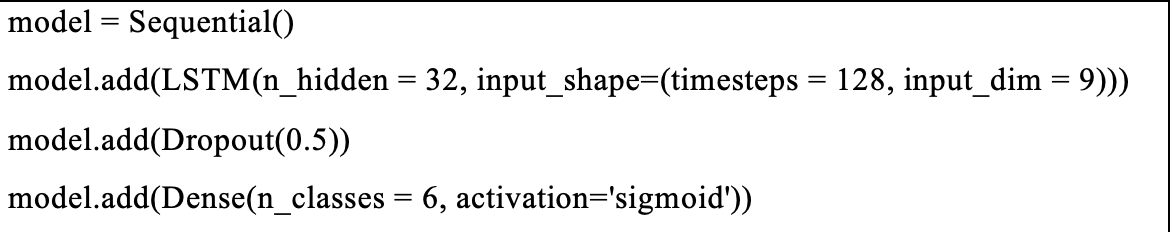 model = Sequential()
model.add(LSTM(n_hidden = 32, input_shape=(timesteps = 128, input_dim = 9)))
model.add(Dropout(0.5))
model.add(Dense(n_classes = 6, activation='sigmoid'))